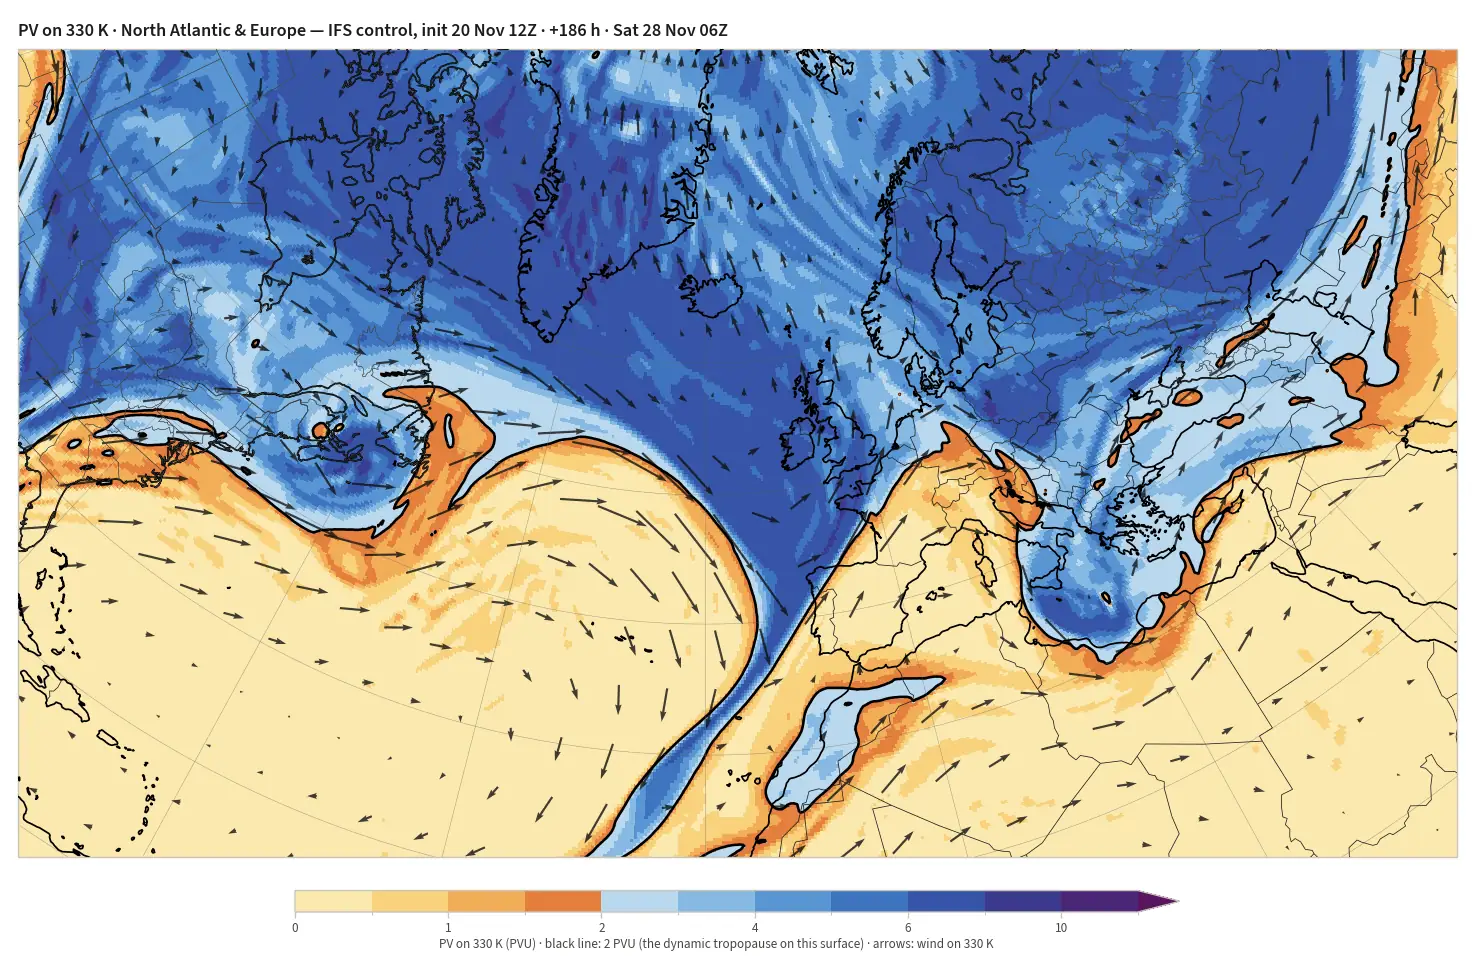 PV on 330 K · North Atlantic & Europe — IFS control, init 20 Nov 12Z · +186 h · Sat 28 Nov 06Z
0 1 2 4 6 10
PV on 330 K (PVU) · black line: 2 PVU (the dynamic tropopause on this surface) · arrows: wind on 330 K